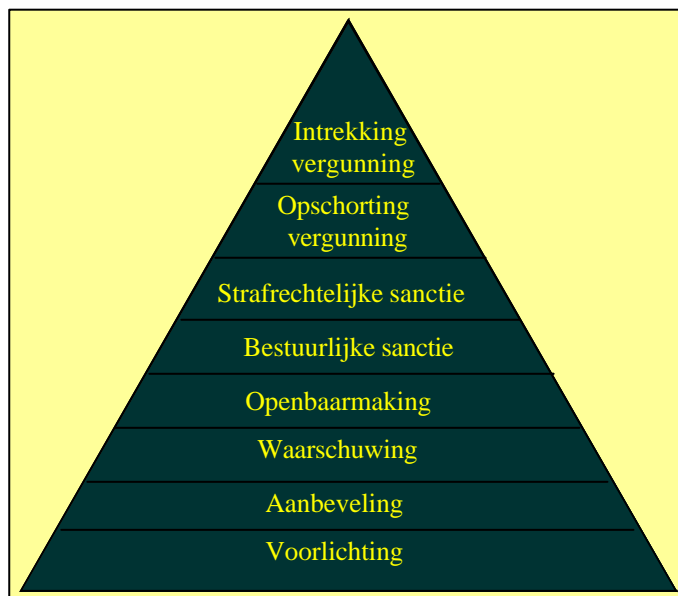 Intrekking
vergunning
Opschorting
vergunning
Strafrechtelijke sanctie
Bestuurlijke sanctie
Openbaarmaking
Waarschuwing
Aanbeveling
Voorlichting